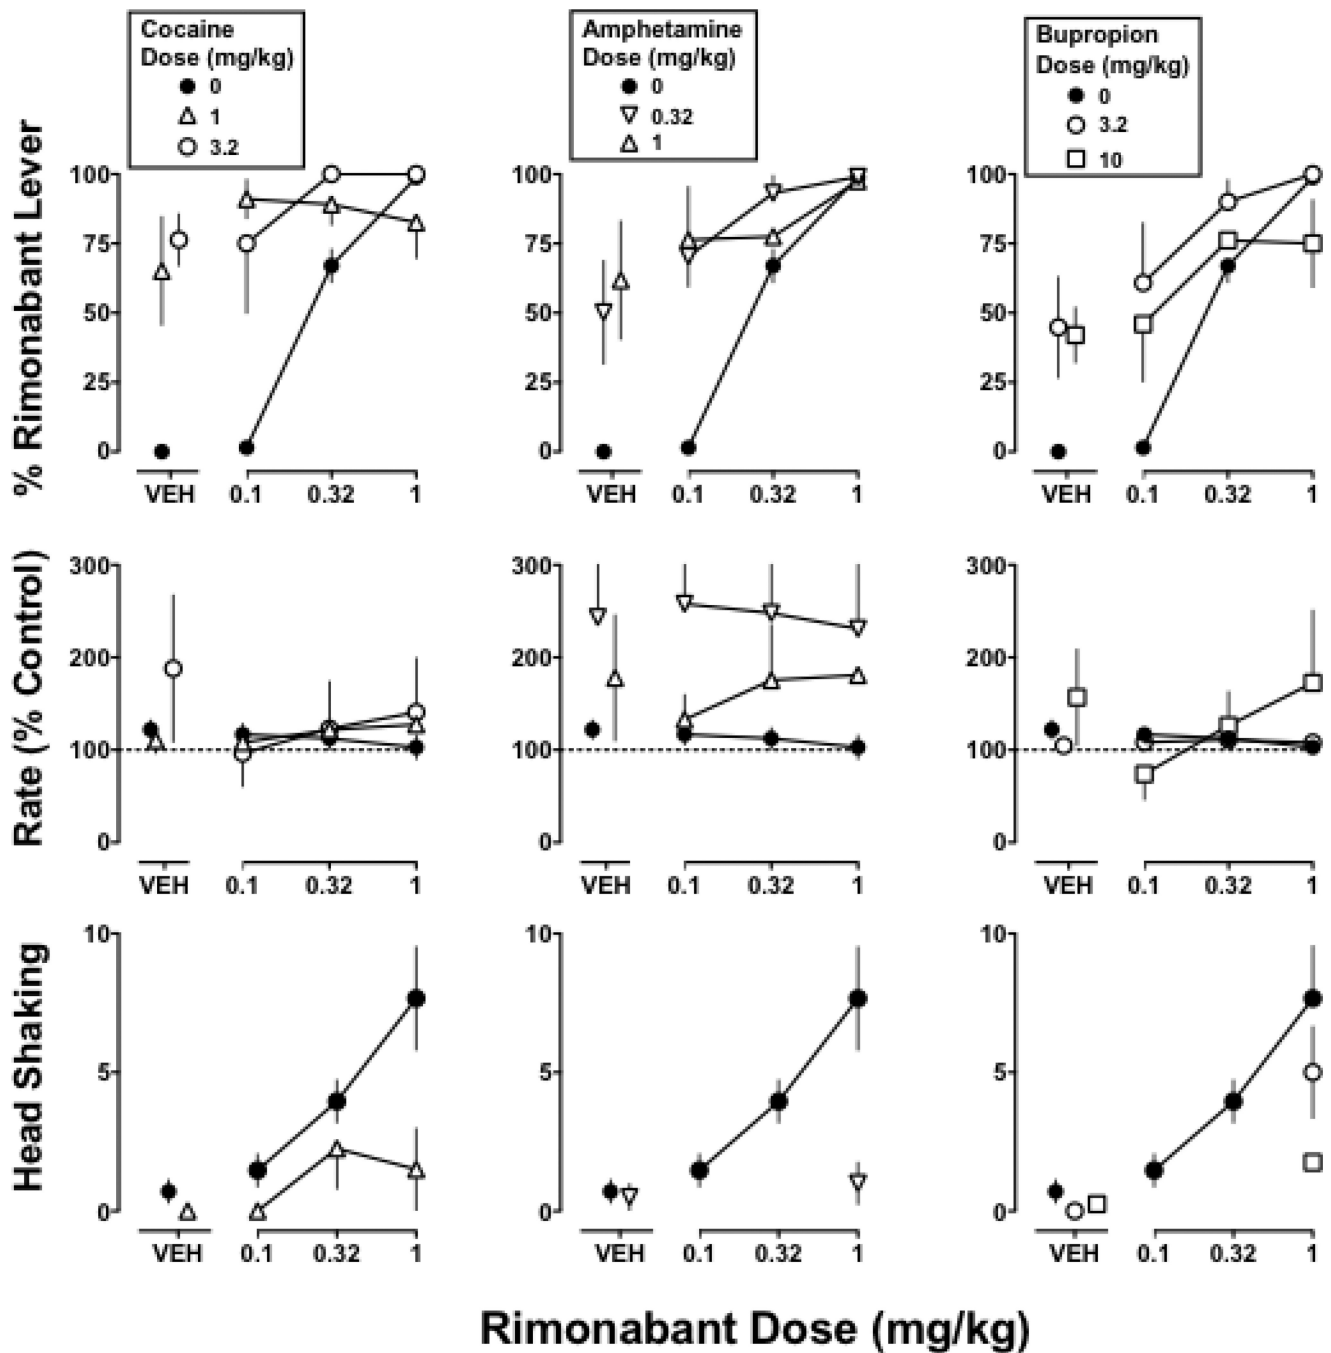 Cocaine
Dose (mg/kg)
0
1
3.2
Amphetamine
Dose (mg/kg)
0
0.32
1
Bupropion
Dose (mg/kg)
0
3.2
10
% Rimonabant Lever
100
75
50
25
0
VEH 0.1 0.32 1
100
75
50
25
0
VEH 0.1 0.32 1
100
75
50
25
0
VEH 0.1 0.32 1
Rate (% Control)
300
200
100
0
VEH 0.1 0.32 1
300
200
100
0
VEH 0.1 0.32 1
300
200
100
0
VEH 0.1 0.32 1
Head Shaking
10
5
0
VEH 0.1 0.32 1
10
5
0
VEH 0.1 0.32 1
10
5
0
VEH 0.1 0.32 1
Rimonabant Dose (mg/kg)